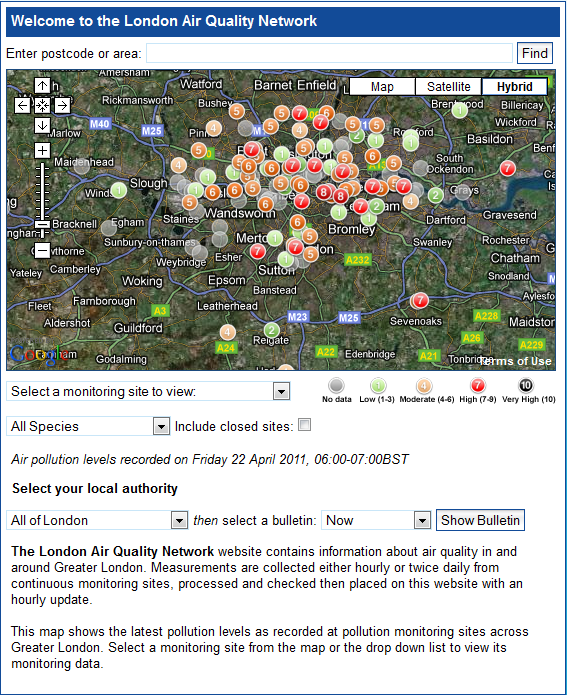 Welcome to the London Air Quality Network
Enter postcode or area:
Find
Map
Satellite
Hybrid
Amersham
Watford
Barnet Enfield
Bushey
Rickmansworth
Brentwood
Billericay
Wickfo
Basildon
Benfl
M40
M25
Marlow
Pinner
Romford
Maidenhead
Slough
South
Ockendon
Grays
Windsor
Wandsworth
Staines
Egham
Bracknell
Dartford
Gravesend
Bromley
Sunbury-on-thames
Merton
Swanley
Rochester
Chatham
Weybridge
Esher
Sutton
Yateley
Camberley
Woking
Epsom
Banstead
A232
Snodland
Fleet
Farnborough
Leatherhead
A3
M23
M25
Sevenoaks
A228
Aylesfo
Maidston
A20
Aldershot
Guildford
A24
Reigate
A22
Edenbridge
A21
A26
A229
Godalming
Tonbridge
Terms of Use
Select a monitoring site to view:
No data
Low (1-3)
Moderate (4-6)
High (7-9)
10
Very High (10)
All Species
Include closed sites:
Air pollution levels recorded on Friday 22 April 2011, 06:00-07:00BST
Select your local authority
All of London
then select a bulletin:
Now
Show Bulletin
The London Air Quality Network website contains information about air quality in and
around Greater London. Measurements are collected either hourly or twice daily from
continuous monitoring sites, processed and checked then placed on this website with an
hourly update.
This map shows the latest pollution levels as recorded at pollution monitoring sites across
Greater London. Select a monitoring site from the map or the drop down list to view its
monitoring data.